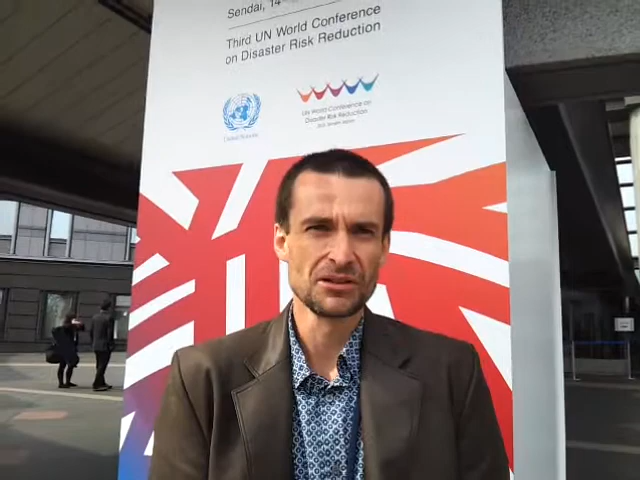 Sendai, 14
Third UN World Conference
on Disaster Risk Reduction
United Nations
UN World Conference on
Disaster Risk Reduction